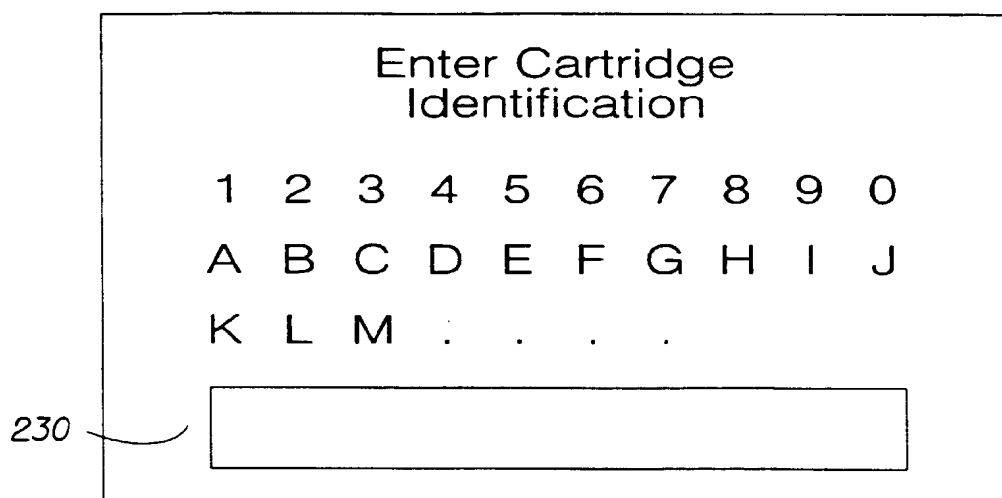 Enter Cartridge
Identification
1 2 3 4 5 6 7 8 9 0
A B C D E F G H I J
K L M . . . .
230